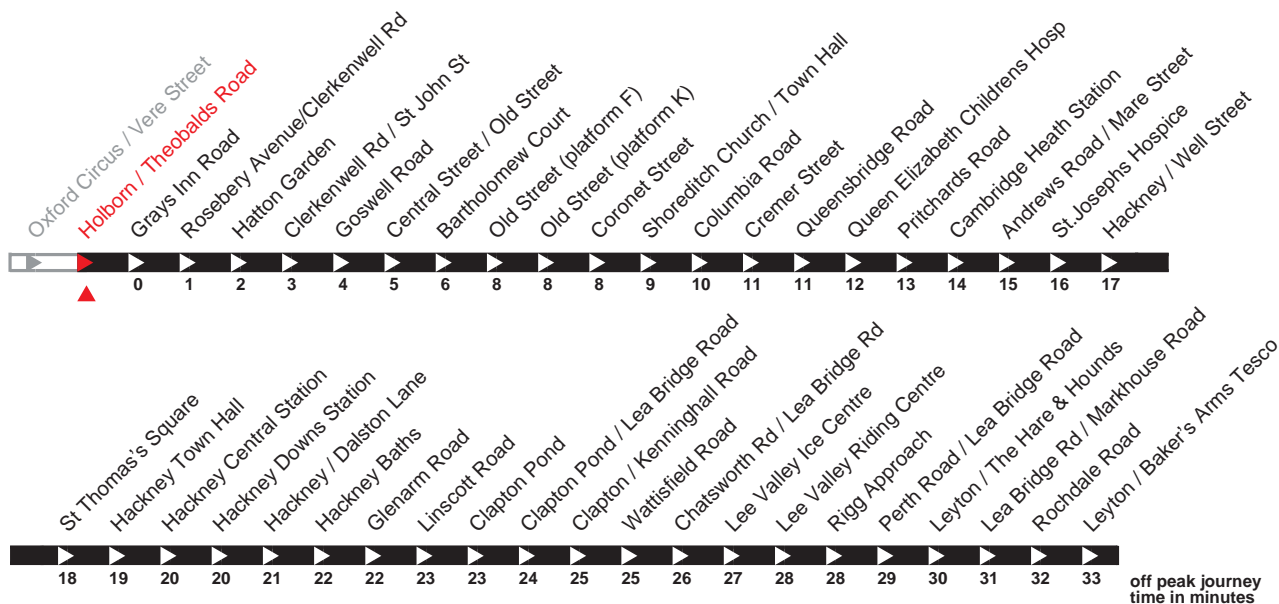 Oxford Circus / Vere Street
Holborn / Theobalds Road
Grays Inn Road
Rosebery Avenue/Clerkenwell Rd
Hatton Garden
Clerkenwell Rd / St John St
Goswell Road
Central Street / Old Street
Bartholomew Court
Old Street (platform F)
Old Street (platform K)
Coronet Street
Shoreditch Church / Town Hall
Columbia Road
Cremer Street
Queensbridge Road
Queen Elizabeth Childrens Hosp
Pritchards Road
Cambridge Heath Station
Andrews Road / Mare Street
St.Josephs Hospice
Hackney / Well Street
0 1 2 3 4 5 6 8 8 8 9 10 11 11 12 13 14 15 16 17
St Thomas's Square
Hackney Town Hall
Hackney Central Station
Hackney Downs Station
Hackney / Dalston Lane
Hackney Baths
Glenarm Road
Linscott Road
Clapton Pond
Clapton Pond / Lea Bridge Road
Clapton / Kenninghall Road
Wattisfield Road
Chatsworth Rd / Lea Bridge Rd
Lee Valley Ice Centre
Lee Valley Riding Centre
Rigg Approach
Perth Road / Lea Bridge Road
Leyton / The Hare & Hounds
Lea Bridge Rd / Markhouse Road
Rochdale Road
Leyton / Baker's Arms Tesco
18 19 20 20 21 22 22 23 23 24 25 25 26 27 28 28 29 30 31 32 33
off peak journey
time in minutes